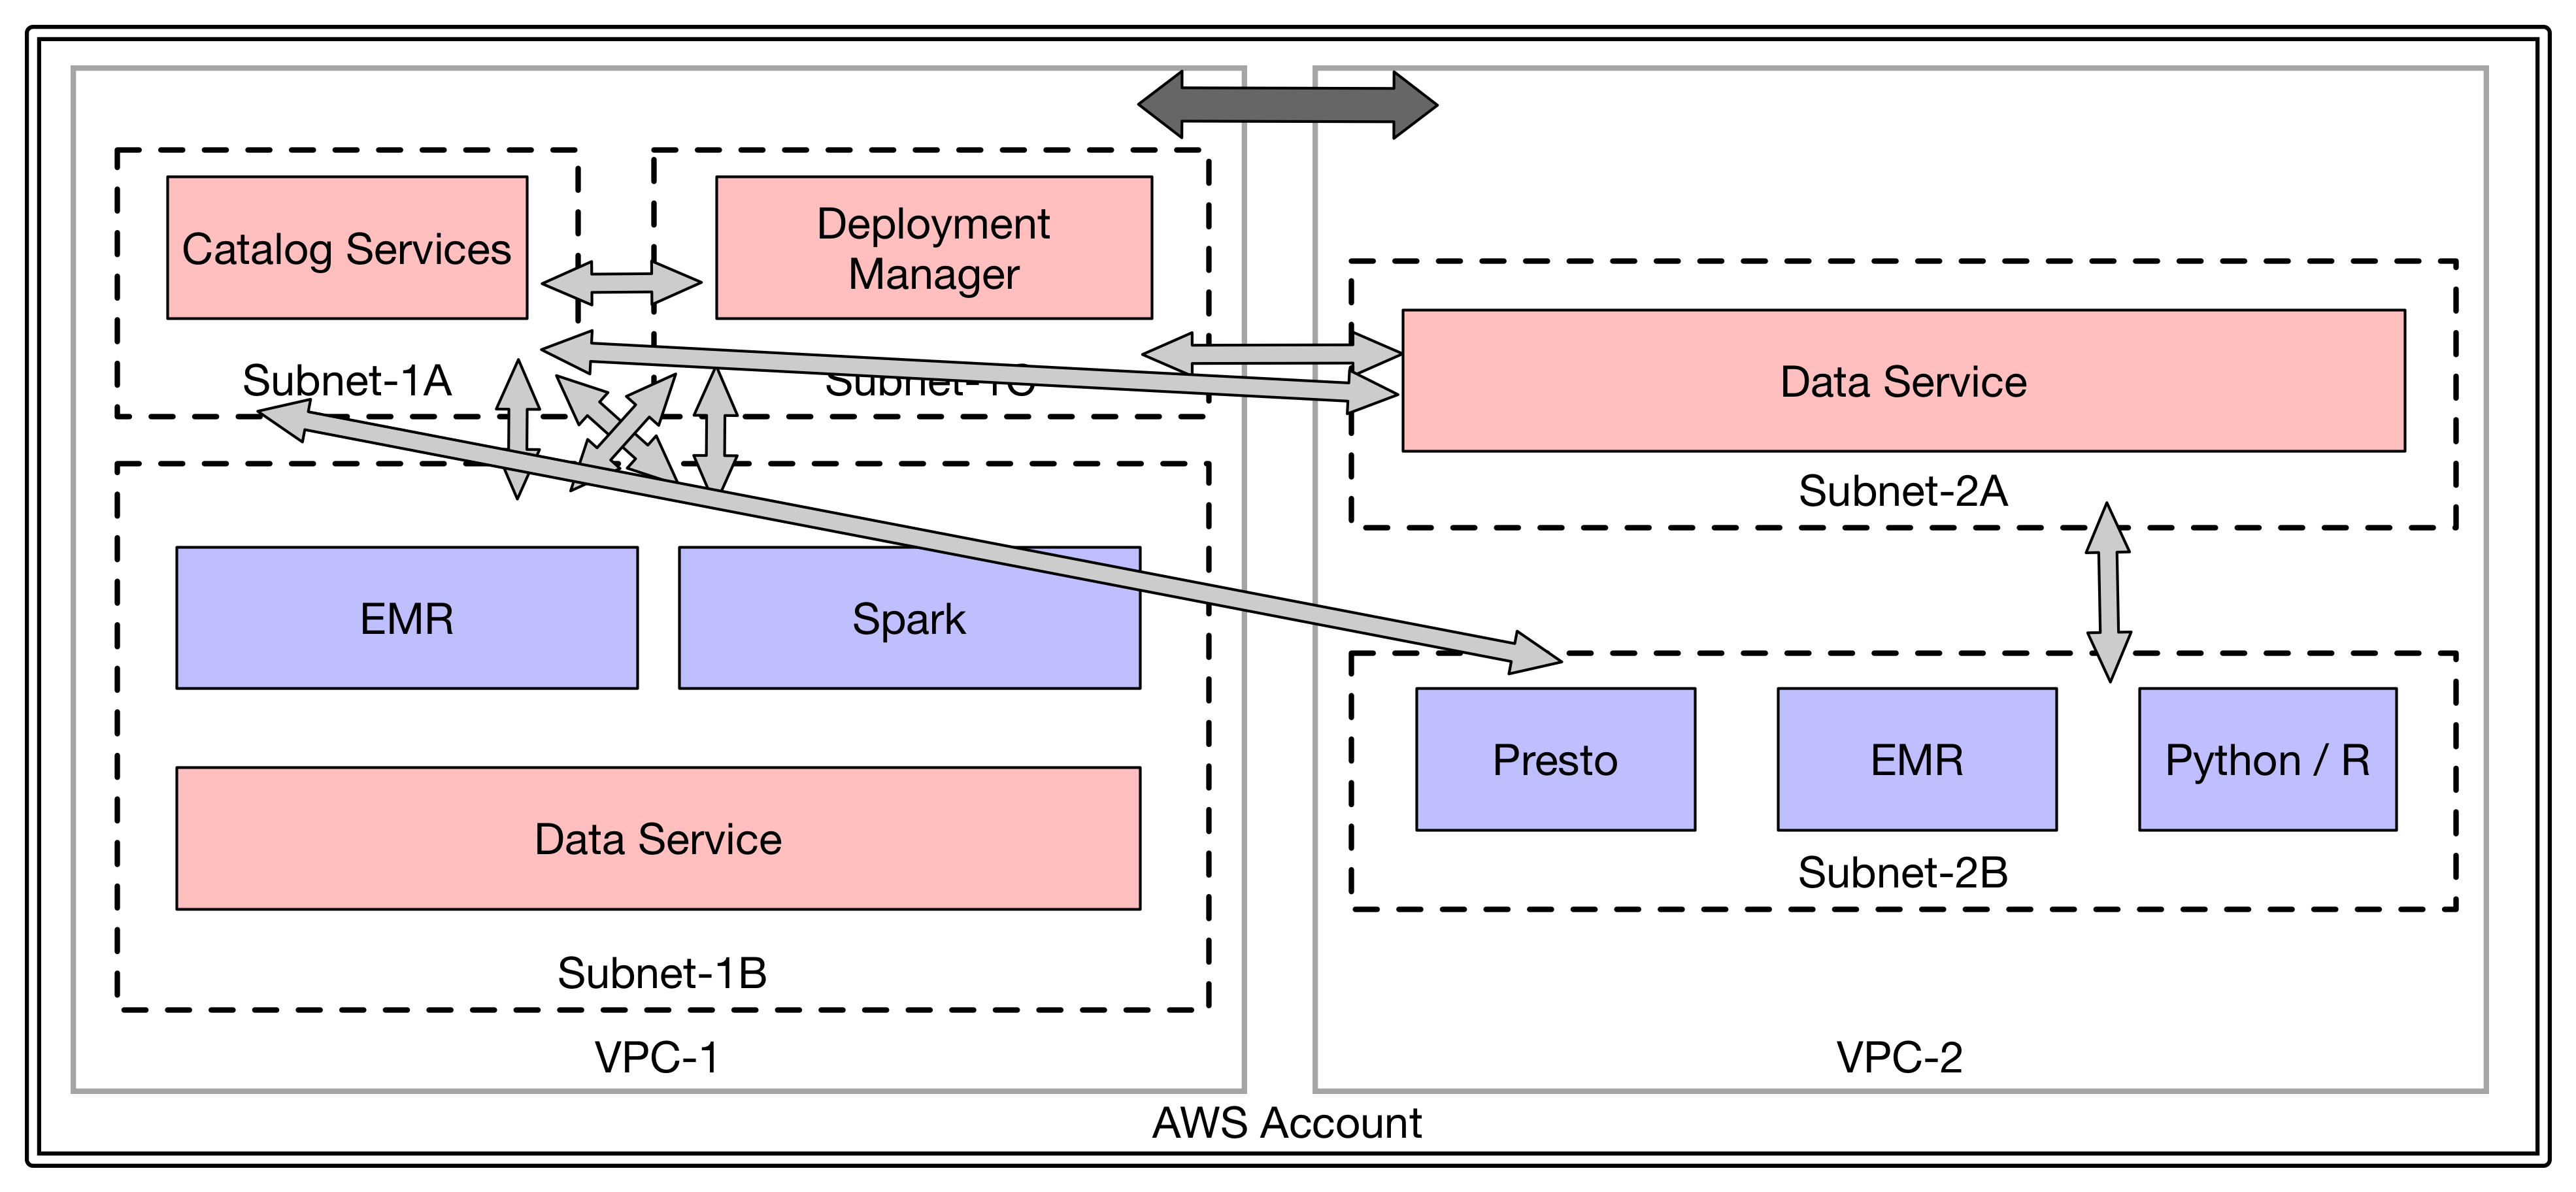 Catalog Services
Deployment
Manager
Subnet-1A
Subnet-1C
Data Service
Subnet-2A
EMR
Spark
Data Service
Subnet-1B
VPC-1
Presto
EMR
Python / R
Subnet-2B
VPC-2
AWS Account